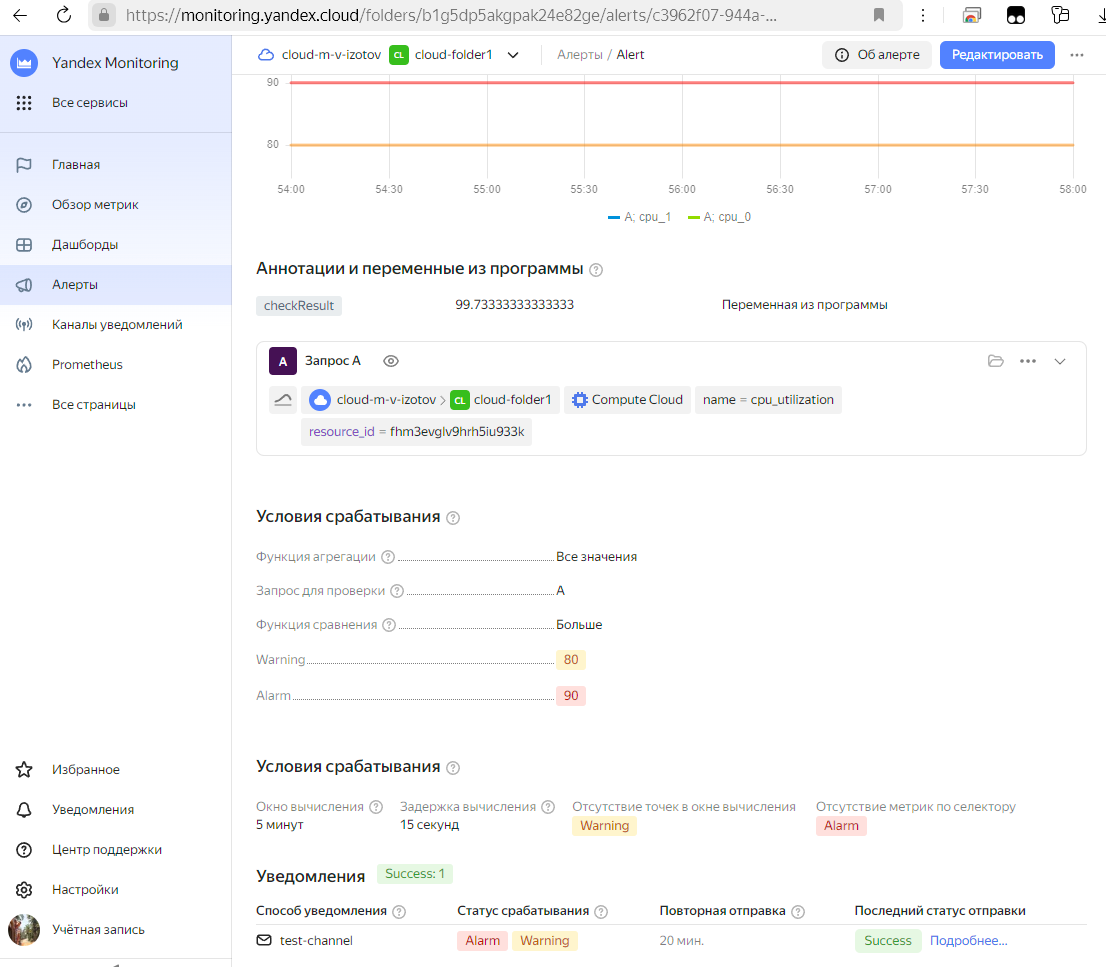 https://monitoring.yandex.cloud/folders/b1g5dp5akgpak24e82ge/alerts/c3962f07-944a-...
Yandex Monitoring
Все сервисы
Главная
Обзор метрик
Дашборды
Алерты
Каналы уведомлений
Prometheus
Все страницы
Избранное
Уведомления
Центр поддержки
Настройки
Учётная запись
cloud-m-v-izotov CL cloud-folder1 Алерты / Alert Об алерте Редактировать
90
80
54:00 54:30 55:00 55:30 56:00 56:30 57:00 57:30 58:00
A; cpu_1 A; cpu_0
Аннотации и переменные из программы
checkResult 99.73333333333333 Переменная из программы
A Запрос A
cloud-m-v-izotov > CL cloud-folder1 Compute Cloud name = cpu_utilization
resource_id = fhm3evglv9hrh5iu933k
Условия срабатывания
Функция агрегации Все значения
Запрос для проверки A
Функция сравнения Больше
Warning 80
Alarm 90
Условия срабатывания
Окно вычисления Задержка вычисления Отсутствие точек в окне вычисления Отсутствие метрик по селектору
5 минут 15 секунд Warning Alarm
Уведомления Success: 1
Способ уведомления Статус срабатывания Повторная отправка Последний статус отправки
test-channel Alarm Warning 20 мин. Success Подробнее...